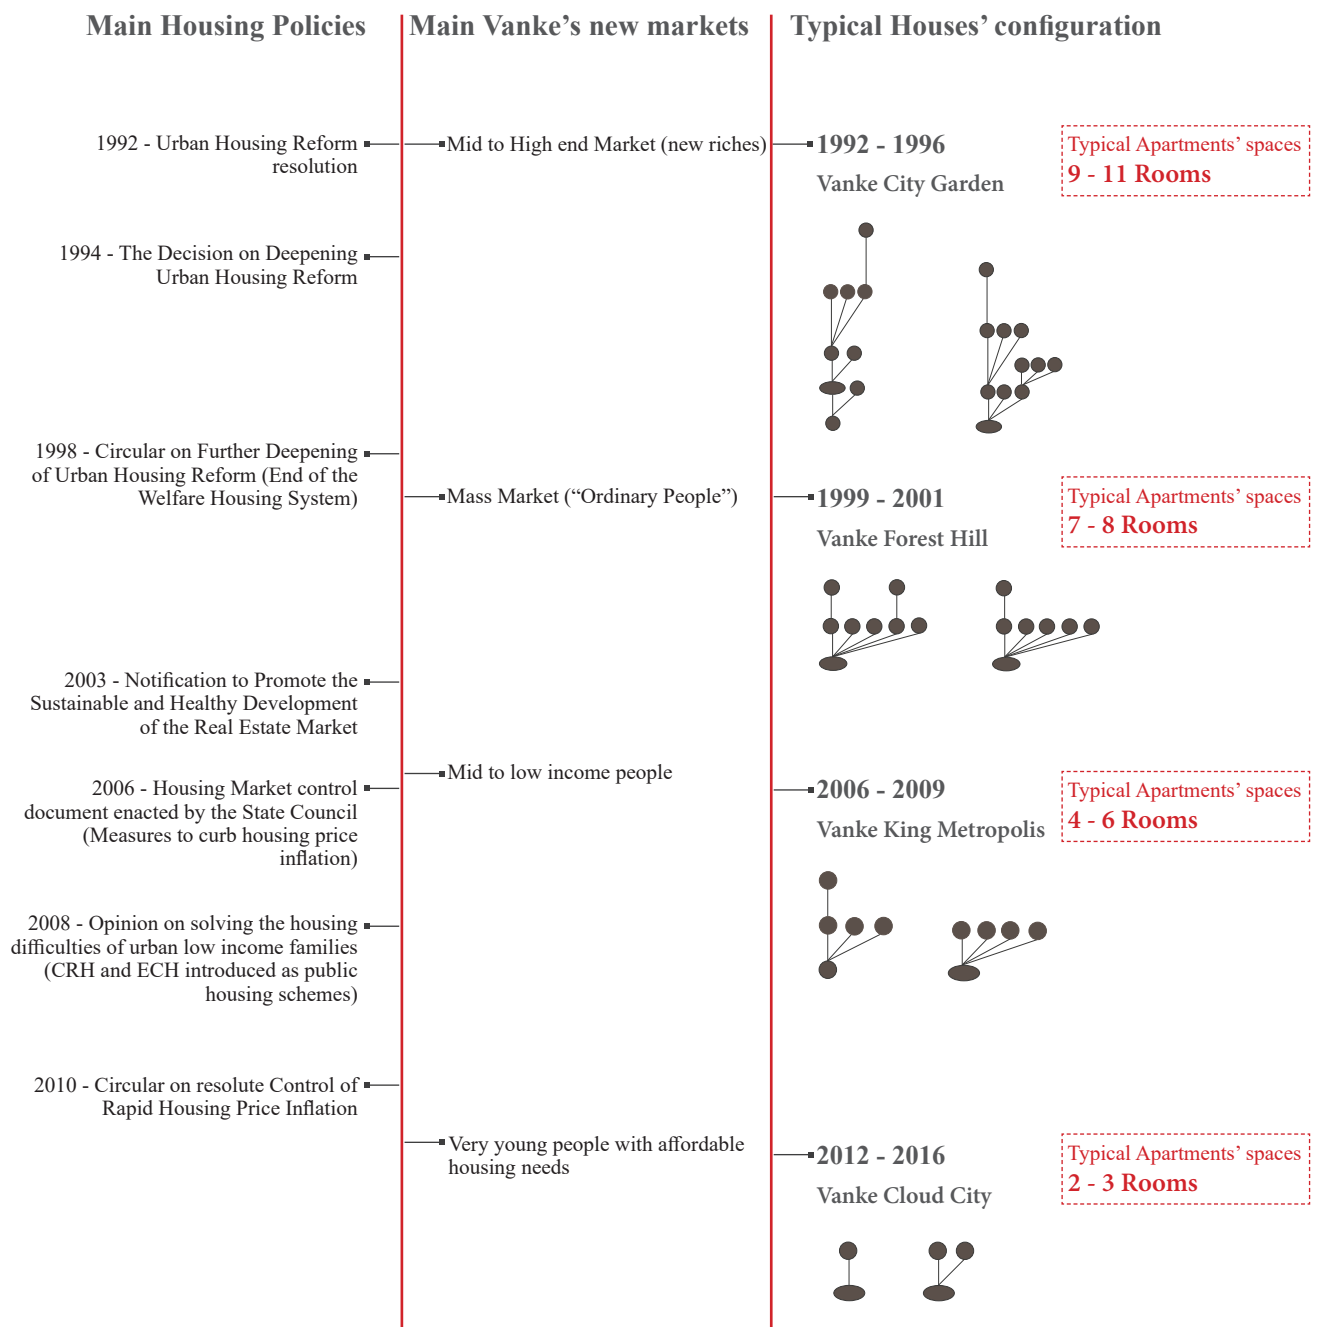 Main Housing Policies
Main Vanke’s new markets
Typical Houses’ configuration
1992 - Urban Housing Reform
resolution
Mid to High end Market (new riches)
1992 - 1996
Vanke City Garden
Typical Apartments’ spaces
9 - 11 Rooms
1994 - The Decision on Deepening
Urban Housing Reform
1998 - Circular on Further Deepening
of Urban Housing Reform (End of the
Welfare Housing System)
Mass Market (“Ordinary People”)
1999 - 2001
Vanke Forest Hill
Typical Apartments’ spaces
7 - 8 Rooms
2003 - Notification to Promote the
Sustainable and Healthy Development
of the Real Estate Market
2006 - Housing Market control
document enacted by the State Council
(Measures to curb housing price
inflation)
Mid to low income people
2006 - 2009
Vanke King Metropolis
Typical Apartments’ spaces
4 - 6 Rooms
2008 - Opinion on solving the housing
difficulties of urban low income families
(CRH and ECH introduced as public
housing schemes)
2010 - Circular on resolute Control of
Rapid Housing Price Inflation
Very young people with affordable
housing needs
2012 - 2016
Vanke Cloud City
Typical Apartments’ spaces
2 - 3 Rooms